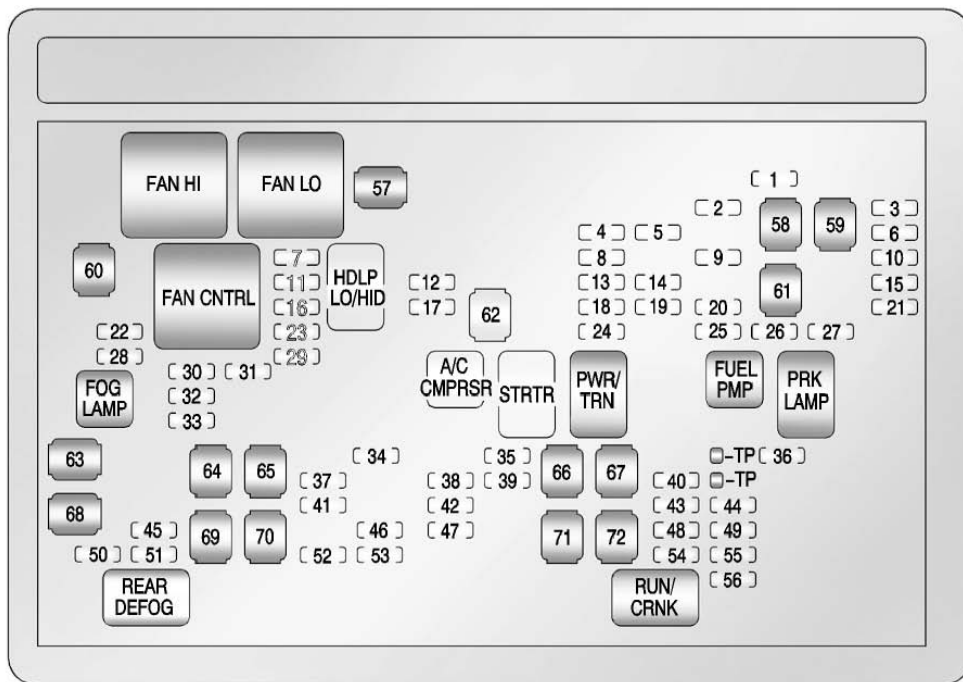 1
FAN HI FAN LO 57 2 58 59 3
4 5 6
60 FAN CNTRL 7 HDLP LO/HID 8 9 10
11 12 13 14 61 15
16 17 62 18 19 20 21
22 23 24 25 26 27
28 29
FOG LAMP 30 31 A/C CMPRSR STRTR PWR/ TRN FUEL PMP PRK LAMP
32
33
63 64 65 34 35 66 67 -TP 36
37 38 39 40 -TP
68 41 42 43 44
69 70 71 72
45 46 47 48 49
50 51 52 53 54 55
REAR DEFOG RUN/ CRNK 56